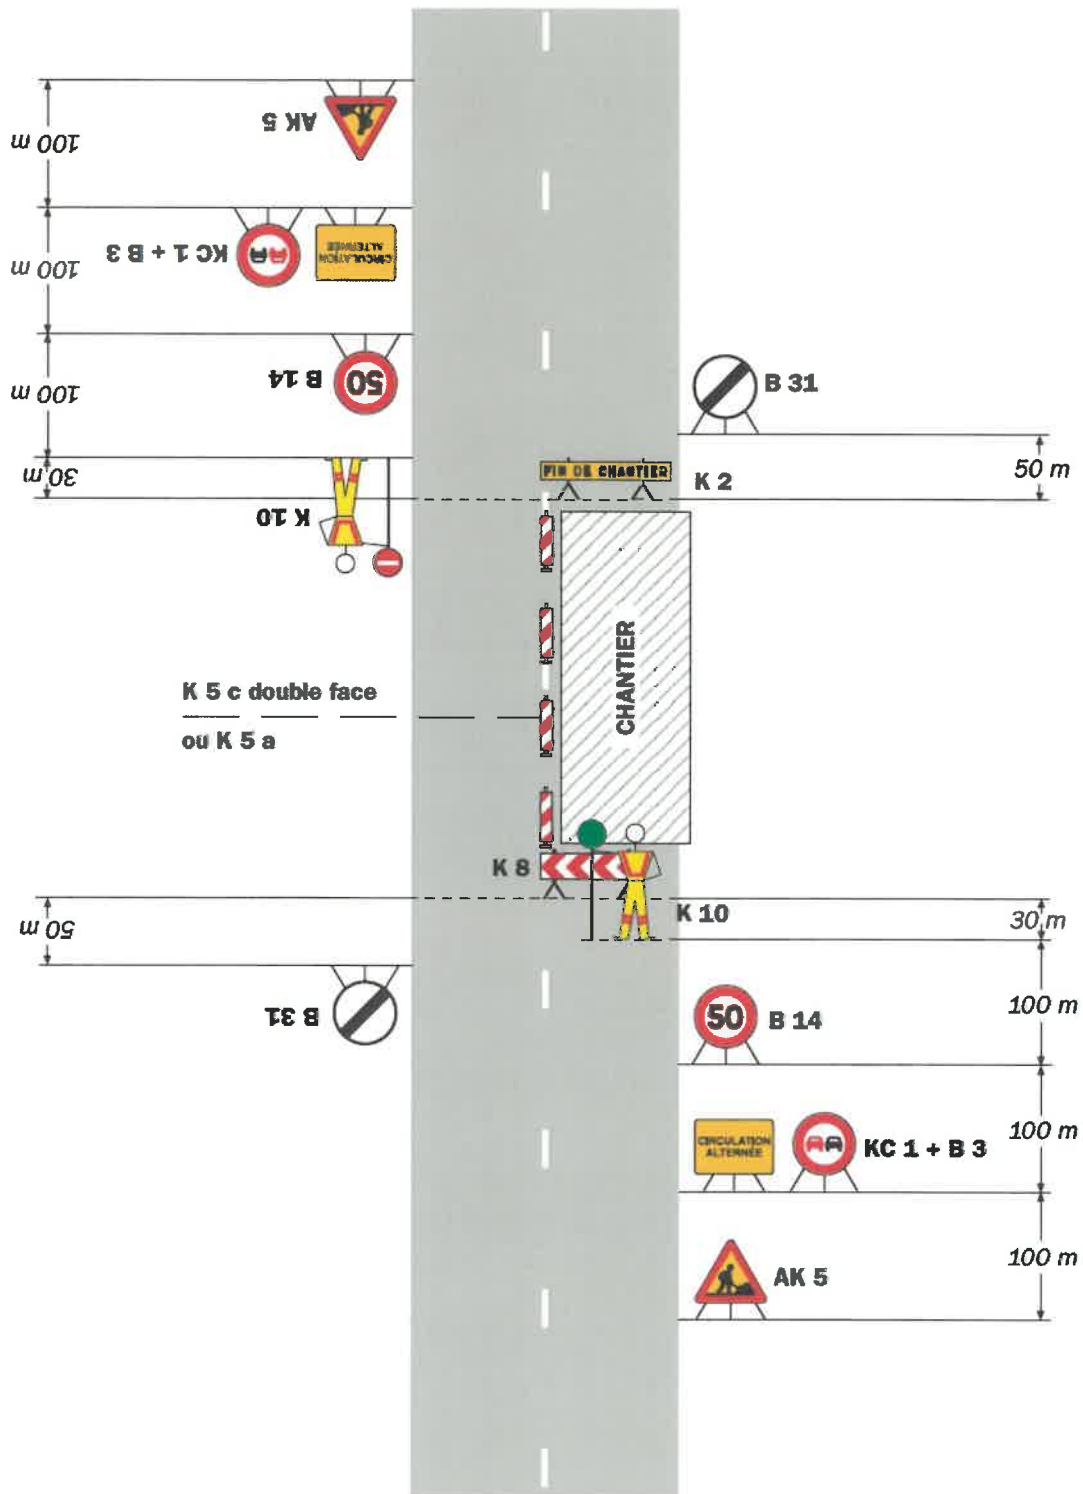 100 m
AK 5
100 m
KC 1 + B 3
CIRCULATION
ALTERNÉE
100 m
B 14
50
B 31
30 m
K 10
FIN DE CHANTIER
K 2
50 m
CHANTIER
K 5 c double face
ou K 5 a
K 8
50 m
K 10
30 m
B 31
50
B 14
100 m
CIRCULATION
ALTERNÉE
KC 1 + B 3
100 m
AK 5
100 m